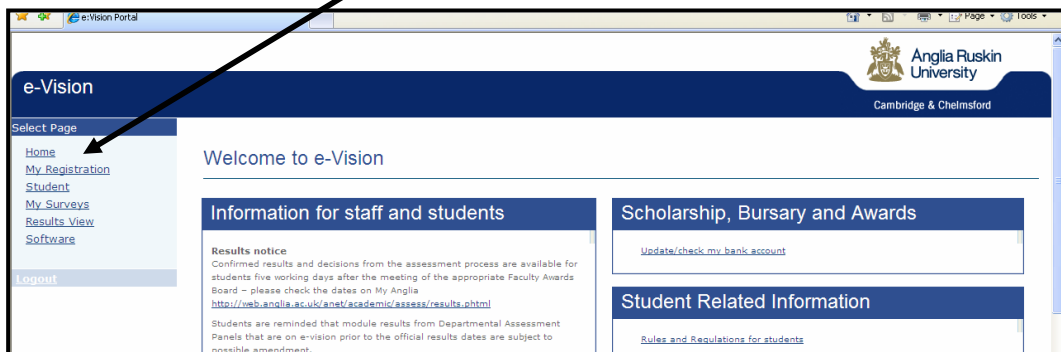 e:Vision Portal
Page
Tools
Anglia Ruskin
University
Cambridge & Chelmsford
e-Vision
Select Page
Home
My Registration
Student
My Surveys
Results View
Software
Logout
Welcome to e-Vision
Information for staff and students
Results notice
Confirmed results and decisions from the assessment process are available for
students five working days after the meeting of the appropriate Faculty Awards
Board – please check the dates on My Anglia
http://web.anglia.ac.uk/anet/academic/assess/results.phtml
Students are reminded that module results from Departmental Assessment
Panels that are on e-vision prior to the official results dates are subject to
possible amendment.
Scholarship, Bursary and Awards
Update/check my bank account
Student Related Information
Rules and Regulations for students